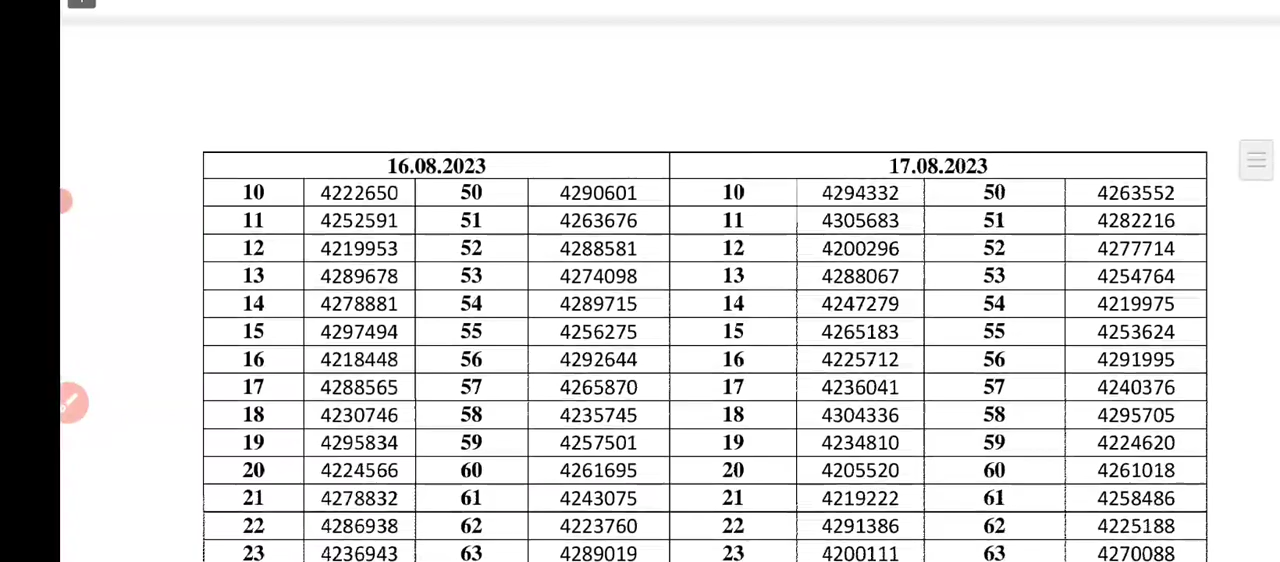 16.08.2023 17.08.2023
10 4222650 50 4290601 10 4294332 50 4263552
11 4252591 51 4263676 11 4305683 51 4282216
12 4219953 52 4288581 12 4200296 52 4277714
13 4289678 53 4274098 13 4288067 53 4254764
14 4278881 54 4289715 14 4247279 54 4219975
15 4297494 55 4256275 15 4265183 55 4253624
16 4218448 56 4292644 16 4225712 56 4291995
17 4288565 57 4265870 17 4236041 57 4240376
18 4230746 58 4235745 18 4304336 58 4295705
19 4295834 59 4257501 19 4234810 59 4224620
20 4224566 60 4261695 20 4205520 60 4261018
21 4278832 61 4243075 21 4219222 61 4258486
22 4286938 62 4223760 22 4291386 62 4225188
23 4236943 63 4289019 23 4200111 63 4270088